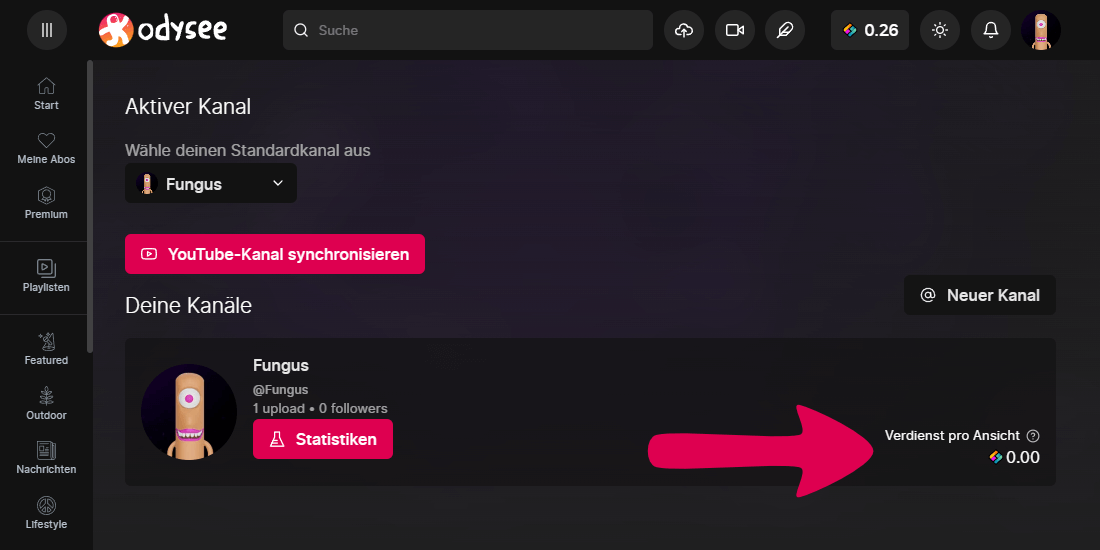 odysee
Suche
0.26
Start
Meine Abos
Premium
Playlisten
Featured
Outdoor
Nachrichten
Lifestyle
Aktiver Kanal
Wähle deinen Standardkanal aus
Fungus
YouTube-Kanal synchronisieren
Deine Kanäle
Neuer Kanal
Fungus
@Fungus
1 upload • 0 followers
Statistiken
Verdienst pro Ansicht
0.00